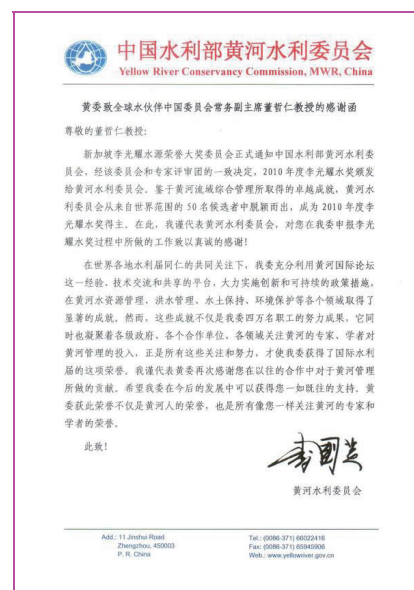 中国水利部黄河水利委员会
Yellow River Conservancy Commission, MWR, China
黄委致全球水伙伴中国委员会常务副主席董哲仁教授的感谢函
尊敬的董哲仁教授:
新加坡李光耀水源荣誉大奖委员会正式通知中国水利部黄河水利委
员会，经该委员会和专家评审团的一致决定，2010 年度李光耀水奖颁发
给黄河水利委员会。鉴于黄河流域综合管理所取得的卓越成就，黄河水
利委员会从来自世界范围的 50 名候选者中脱颖而出，成为 2010 年度李
光耀水奖得主。在此，我谨代表黄河水利委员会，对您在我委申报李光
耀水奖过程中所做的工作致以真诚的感谢!
在世界各地水利届同仁的共同关注下，我委充分利用黄河国际论坛
这一经验、技术交流和共享的平台，大力实施创新和可持续的政策措施，
在黄河水资源管理、洪水管理、水土保持、环境保护等各个领域取得了
显著的成就。然而，这些成就不仅是我委四万名职工的努力成果，它同
时也凝聚着各级政府、各个合作单位，各领域关注黄河的专家、学者对
黄河管理的投入，正是所有这些关注和努力，才使我委获得了国际水利
届的这项荣誉。我谨代表黄委再次感谢您在以往的合作中对于黄河管理
所做的贡献。希望我委在今后的发展中可以获得您一如既往的支持。黄
委获此荣誉不仅是黄河人的荣誉，也是所有像您一样关注黄河的专家和
学者的荣誉。
此致!
黄河水利委员会
Add.: 11 Jinshui Road
Zhengzhou, 450003
P. R. China
Tel.: (0086-371) 66022416
Fax: (0086-371) 65945906
Web.: www.yellowriver.gov.cn